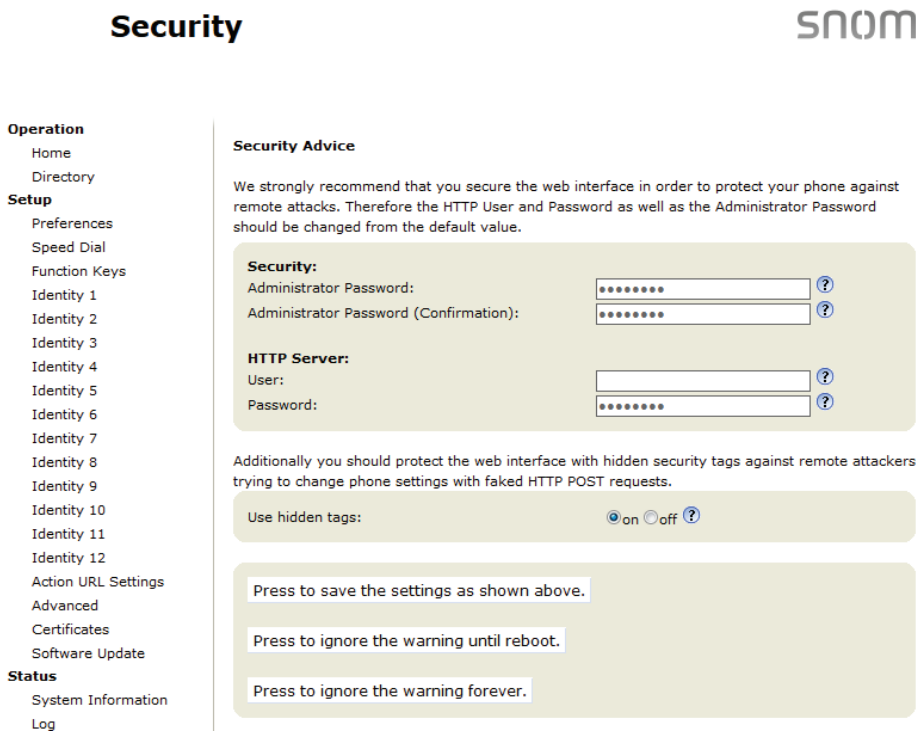 Security
snom
Operation
Home
Directory
Setup
Preferences
Speed Dial
Function Keys
Identity 1
Identity 2
Identity 3
Identity 4
Identity 5
Identity 6
Identity 7
Identity 8
Identity 9
Identity 10
Identity 11
Identity 12
Action URL Settings
Advanced
Certificates
Software Update
Status
System Information
Log
Security Advice
We strongly recommend that you secure the web interface in order to protect your phone against
remote attacks. Therefore the HTTP User and Password as well as the Administrator Password
should be changed from the default value.
Security:
Administrator Password: •••••••• ?
Administrator Password (Confirmation): •••••••• ?
HTTP Server:
User: ?
Password: •••••••• ?
Additionally you should protect the web interface with hidden security tags against remote attackers
trying to change phone settings with faked HTTP POST requests.
Use hidden tags: on off ?
Press to save the settings as shown above.
Press to ignore the warning until reboot.
Press to ignore the warning forever.